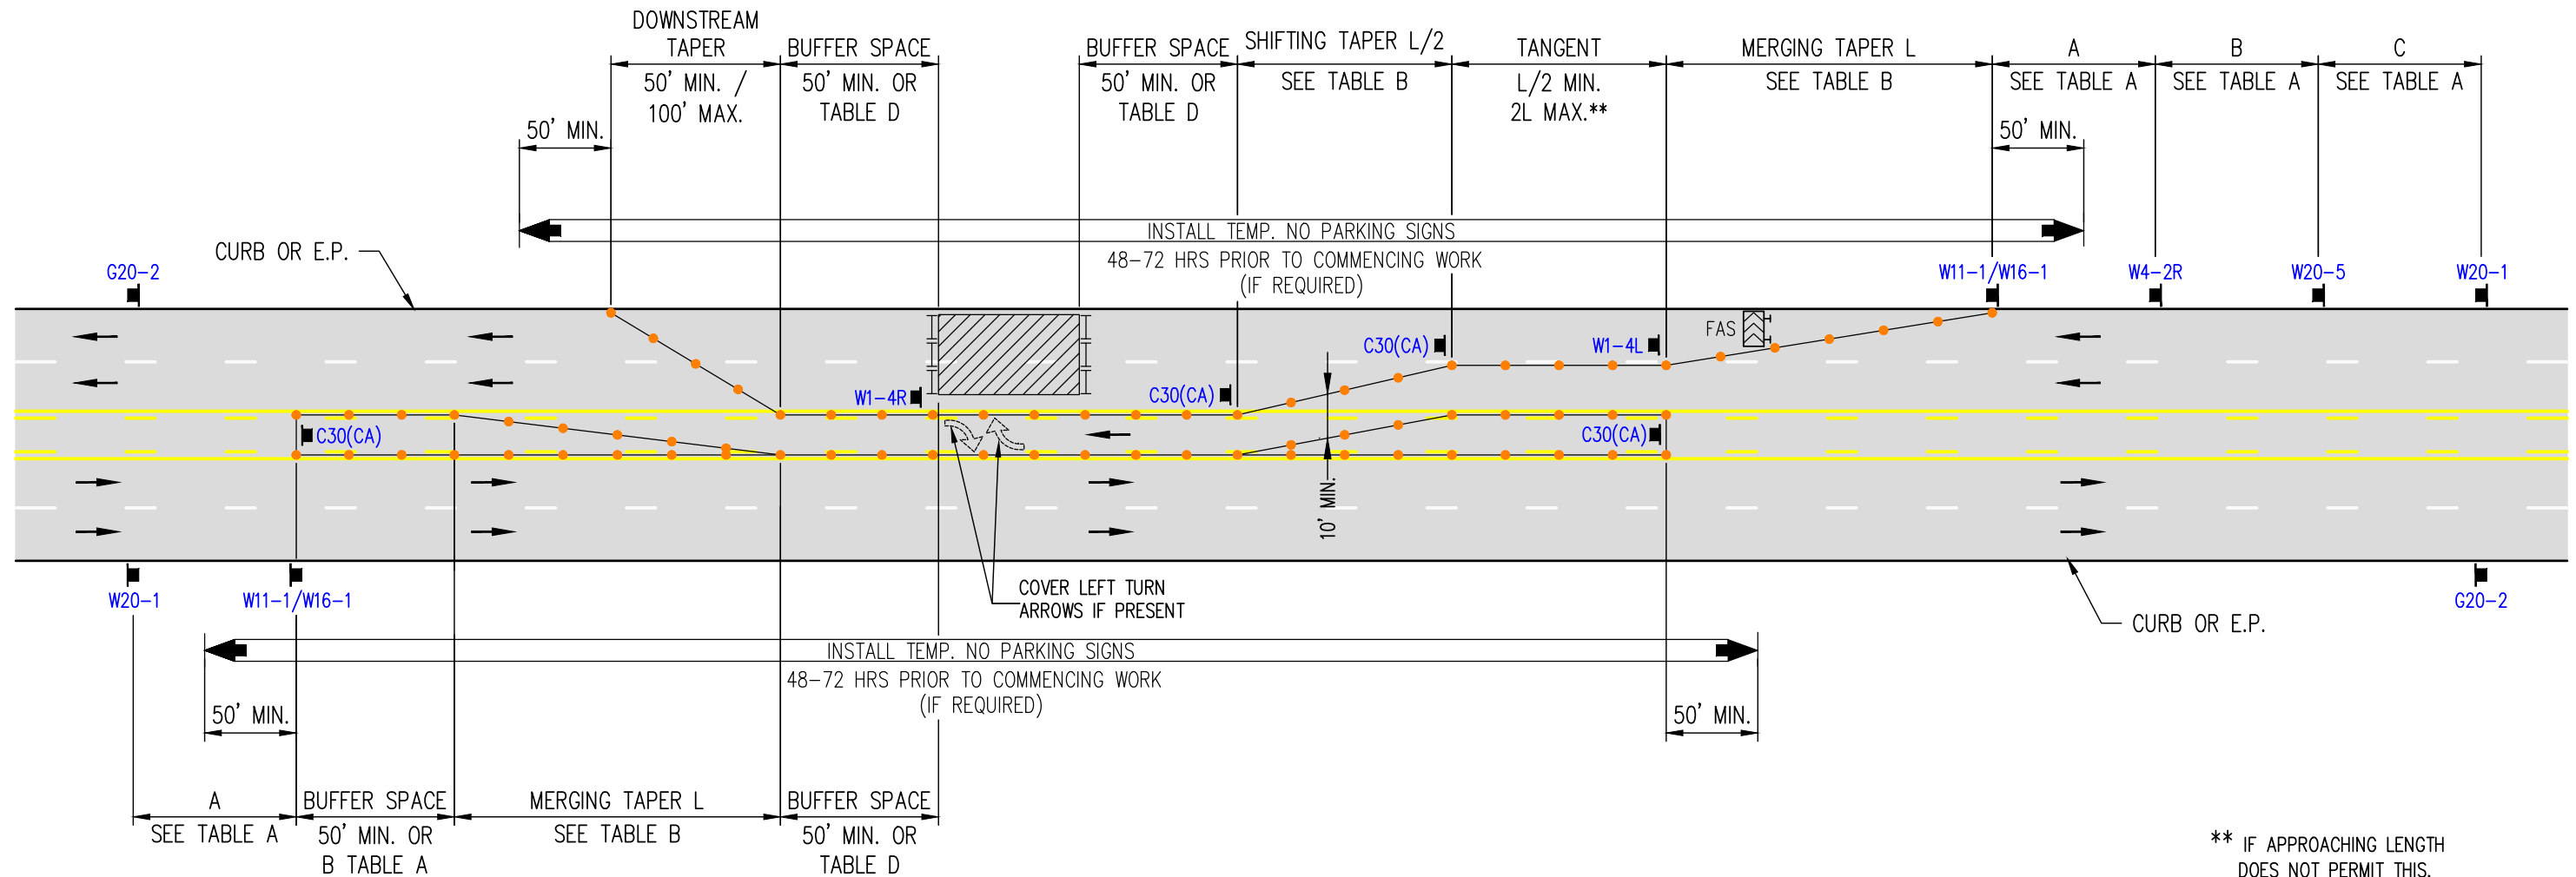 DOWNSTREAM
TAPER
50' MIN. /
100' MAX.
BUFFER SPACE
50' MIN. OR
TABLE D
BUFFER SPACE
50' MIN. OR
TABLE D
SHIFTING TAPER L/2
SEE TABLE B
TANGENT
L/2 MIN.
2L MAX.**
MERGING TAPER L
SEE TABLE B
A
SEE TABLE A
B
SEE TABLE A
C
SEE TABLE A
50' MIN.
50' MIN.
INSTALL TEMP. NO PARKING SIGNS
48-72 HRS PRIOR TO COMMENCING WORK
(IF REQUIRED)
CURB OR E.P.
G20-2
W11-1/W16-1
W4-2R
W20-5
W20-1
FAS
C30(CA)
W1-4L
W1-4R
C30(CA)
C30(CA)
C30(CA)
10' MIN.
COVER LEFT TURN
ARROWS IF PRESENT
W20-1
W11-1/W16-1
G20-2
CURB OR E.P.
INSTALL TEMP. NO PARKING SIGNS
48-72 HRS PRIOR TO COMMENCING WORK
(IF REQUIRED)
50' MIN.
50' MIN.
A
SEE TABLE A
BUFFER SPACE
50' MIN. OR
B TABLE A
MERGING TAPER L
SEE TABLE B
BUFFER SPACE
50' MIN. OR
TABLE D
** IF APPROACHING LENGTH
DOES NOT PERMIT THIS.